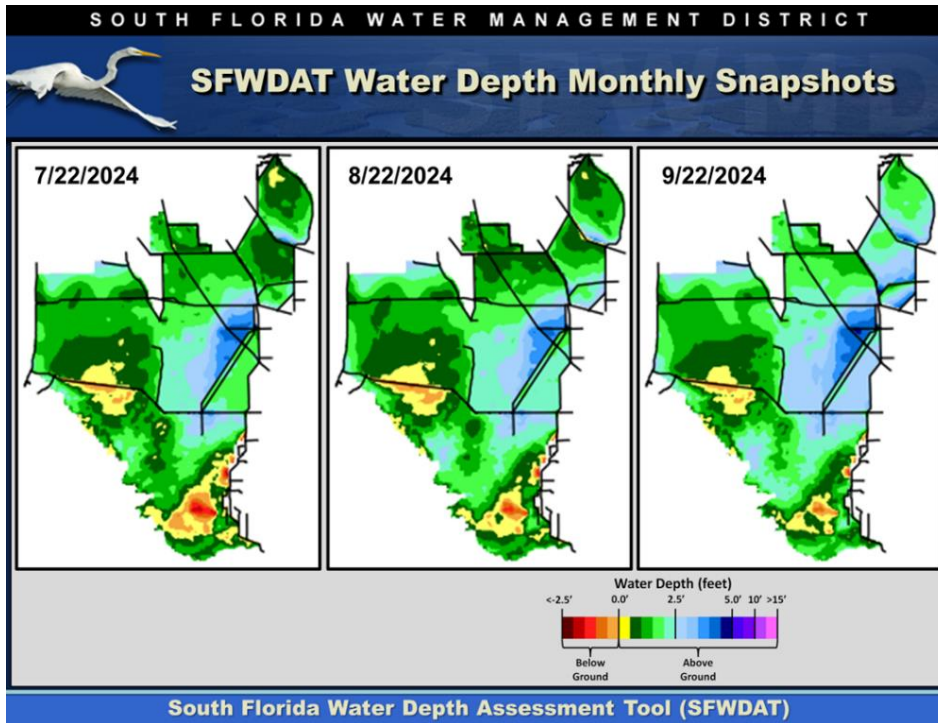 SOUTH FLORIDA WATER MANAGEMENT DISTRICT
SFWDAT Water Depth Monthly Snapshots
7/22/2024
8/22/2024
9/22/2024
Water Depth (feet)
<-2.5' 0.0' 2.5' 5.0' 10' >15'
Below Ground
Above Ground
South Florida Water Depth Assessment Tool (SFWDAT)